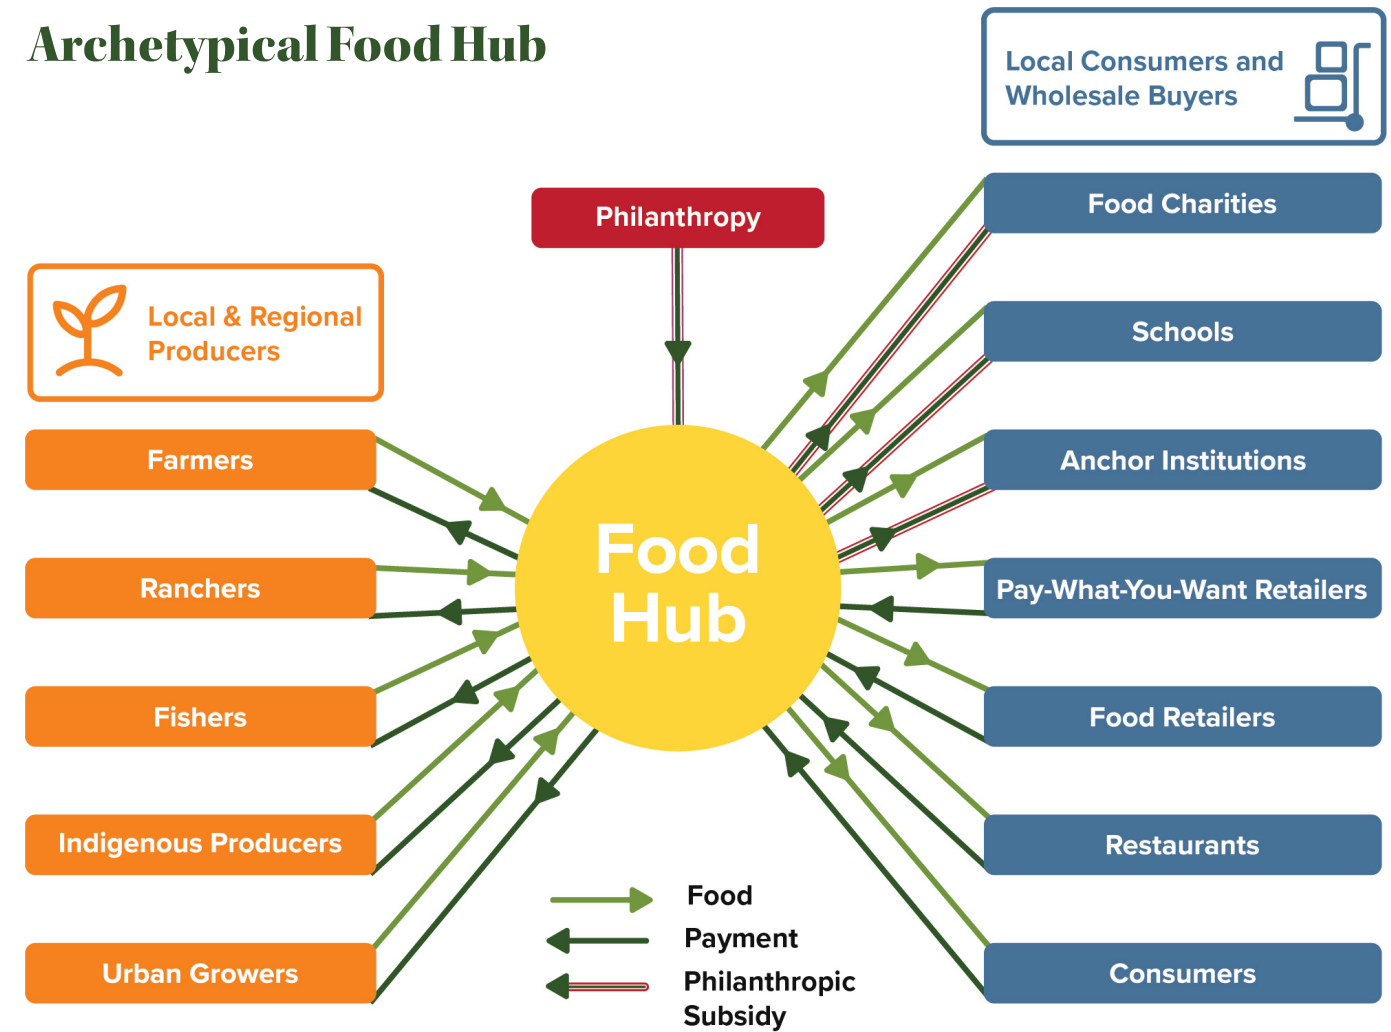 Archetypical Food Hub
Local Consumers and
Wholesale Buyers
Philanthropy
Local & Regional
Producers
Farmers
Ranchers
Fishers
Indigenous Producers
Urban Growers
Food
Hub
Food Charities
Schools
Anchor Institutions
Pay-What-You-Want Retailers
Food Retailers
Restaurants
Consumers
Food
Payment
Philanthropic
Subsidy